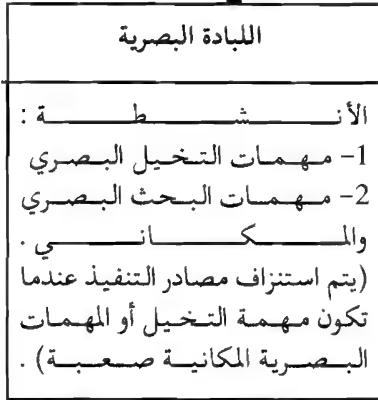 اللبادة البصرية
الأنشطة :
1- مهمات التخيل البصري
2- مهمات البحث البصري
والمكاني .
(يتم استنزاف مصادر التنفيذ عندما
تكون مهمة التخيل أو المهمات
البصرية المكانية صعبة) .